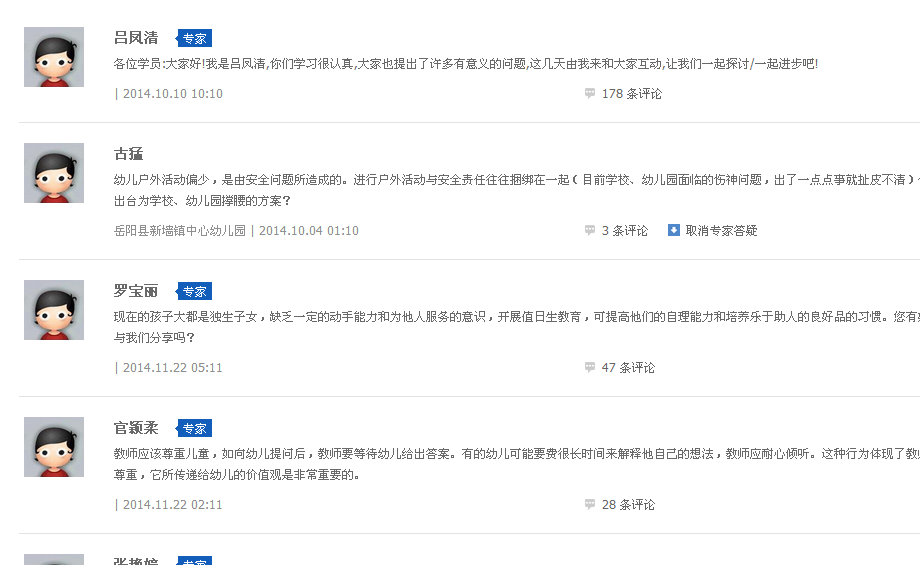 吕凤清 专家
各位学员:大家好!我是吕凤清,你们学习很认真,大家也提出了许多有意义的问题,这几天由我来和大家互动,让我们一起探讨/一起进步吧!
| 2014.10.10 10:10 178 条评论
古猛
幼儿户外活动偏少，是由安全问题所造成的。进行户外活动与安全责任往往捆绑在一起（目前学校、幼儿园面临的伤神问题，出了一点点事就扯皮不清）
出台为学校、幼儿园撑腰的方案?
岳阳县新墙镇中心幼儿园 | 2014.10.04 01:10 3 条评论 取消专家答疑
罗宝丽 专家
现在的孩子大都是独生子女，缺乏一定的动手能力和为他人服务的意识，开展值日生教育，可提高他们的自理能力和培养乐于助人的良好品的习惯。您有
与我们分享吗?
| 2014.11.22 05:11 47 条评论
官颖柔 专家
教师应该尊重儿童，如向幼儿提问后，教师要等待幼儿给出答案。有的幼儿可能要费很长时间来解释他自己的想法，教师应耐心倾听。这种行为体现了教
尊重，它所传递给幼儿的价值观是非常重要的。
| 2014.11.22 02:11 28 条评论
专家